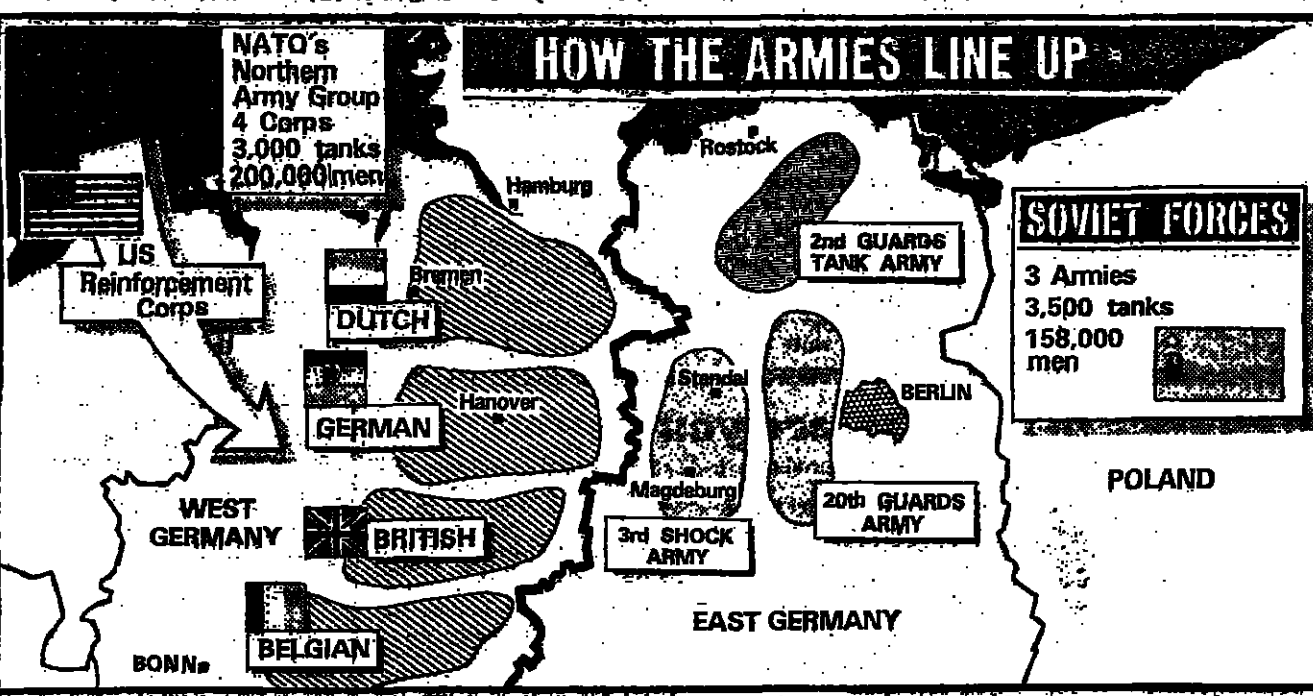 HOW THE ARMIES LINE UP
NATO's
Northern
Army Group
4 Corps
3,000 tanks
200,000 men
US
Reinforcement
Corps
Hamburg
Rostock
Bremen
DUTCH
2nd GUARDS
TANK ARMY
SOVIET FORCES
3 Armies
3,500 tanks
158,000
men
GERMAN
Hanover
Stendal
BERLIN
Magdeburg
POLAND
WEST
GERMANY
BRITISH
3rd SHOCK
ARMY
20th GUARDS
ARMY
EAST GERMANY
BELGIAN
BONN